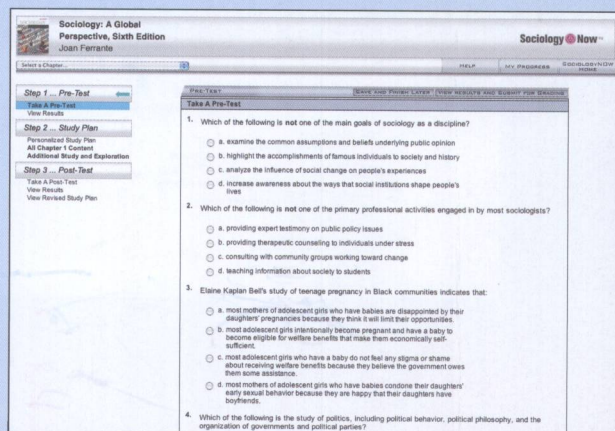 Sociology: A Global
Perspective, Sixth Edition
Joan Ferrante
Sociology Now™
Select a Chapter...
HELP MY PROGRESS SOCIOLOGYNOW HOME
Step 1 ... Pre-Test
Take A Pre-Test
View Results
Step 2 ... Study Plan
Personalized Study Plan
All Chapter 1 Content
Additional Study and Exploration
Step 3 ... Post-Test
Take A Post-Test
View Results
View Revised Study Plan
PRE-TEST SAVE AND FINISH LATER VIEW RESULTS AND SUBMIT FOR GRADING
Take A Pre-Test
1. Which of the following is not one of the main goals of sociology as a discipline?
a. examine the common assumptions and beliefs underlying public opinion
b. highlight the accomplishments of famous individuals to society and history
c. analyze the influence of social change on people's experiences
d. increase awareness about the ways that social institutions shape people's
lives
2. Which of the following is not one of the primary professional activities engaged in by most sociologists?
a. providing expert testimony on public policy issues
b. providing therapeutic counseling to individuals under stress
c. consulting with community groups working toward change
d. teaching information about society to students
3. Elaine Kaplan Bell's study of teenage pregnancy in Black communities indicates that:
a. most mothers of adolescent girls who have babies are disappointed by their
daughters' pregnancies because they think it will limit their opportunities.
b. most adolescent girls intentionally become pregnant and have a baby to
become eligible for welfare benefits that make them economically self-
sufficient.
c. most adolescent girls who have a baby do not feel any stigma or shame
about receiving welfare benefits because they believe the government owes
them some assistance.
d. most mothers of adolescent girls who have babies condone their daughters'
early sexual behavior because they are happy that their daughters have
boyfriends.
4. Which of the following is the study of politics, including political behavior, political philosophy, and the
organization of governments and political parties?